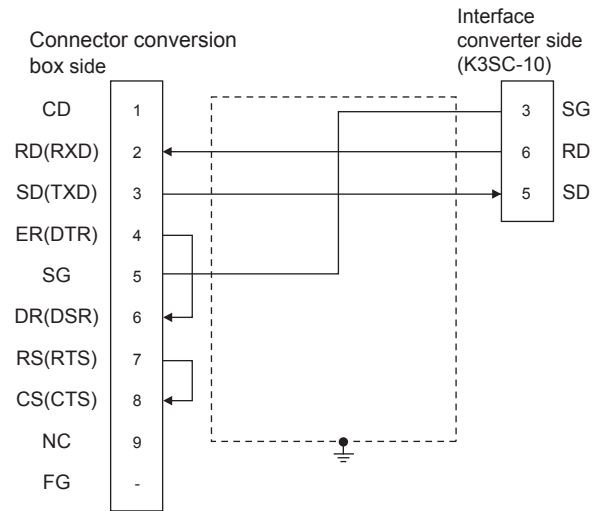 Connector conversion
box side
Interface
converter side
(K3SC-10)
CD 1
RD(RXD) 2
SD(TXD) 3
ER(DTR) 4
SG 5
DR(DSR) 6
RS(RTS) 7
CS(CTS) 8
NC 9
FG -
3 SG
6 RD
5 SD